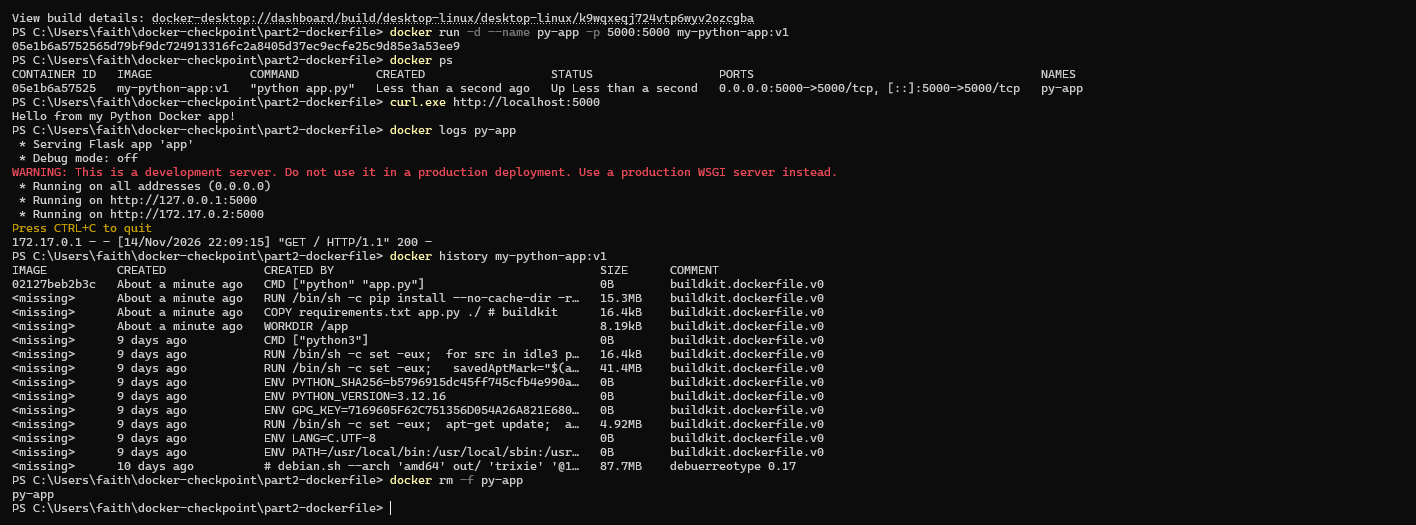 View build details: docker-desktop://dashboard/build/desktop-linux/desktop-linux/k9wqxeqj724vtp6wyv2ozcgba
PS C:\Users\faith\docker-checkpoint\part2-dockerfile> docker run -d --name py-app -p 5000:5000 my-python-app:v1
05e1b6a5752565d79bf9dc724913316fc2a8405d37ec9ecfe25c9d85e3a53ee9
PS C:\Users\faith\docker-checkpoint\part2-dockerfile> docker ps
CONTAINER ID   IMAGE              COMMAND           CREATED                  STATUS                  PORTS                                         NAMES
05e1b6a57525   my-python-app:v1   "python app.py"   Less than a second ago   Up Less than a second   0.0.0.0:5000->5000/tcp, [::]:5000->5000/tcp   py-app
PS C:\Users\faith\docker-checkpoint\part2-dockerfile> curl.exe http://localhost:5000
Hello from my Python Docker app!
PS C:\Users\faith\docker-checkpoint\part2-dockerfile> docker logs py-app
 * Serving Flask app 'app'
 * Debug mode: off
WARNING: This is a development server. Do not use it in a production deployment. Use a production WSGI server instead.
 * Running on all addresses (0.0.0.0)
 * Running on http://127.0.0.1:5000
 * Running on http://172.17.0.2:5000
Press CTRL+C to quit
172.17.0.1 - - [14/Nov/2026 22:09:15] "GET / HTTP/1.1" 200 -
PS C:\Users\faith\docker-checkpoint\part2-dockerfile> docker history my-python-app:v1
IMAGE          CREATED              CREATED BY                                      SIZE      COMMENT
02127beb2b3c   About a minute ago   CMD ["python" "app.py"]                         0B        buildkit.dockerfile.v0
<missing>      About a minute ago   RUN /bin/sh -c pip install --no-cache-dir -r…   15.3MB    buildkit.dockerfile.v0
<missing>      About a minute ago   COPY requirements.txt app.py ./ # buildkit      16.4kB    buildkit.dockerfile.v0
<missing>      About a minute ago   WORKDIR /app                                    8.19kB    buildkit.dockerfile.v0
<missing>      9 days ago           CMD ["python3"]                                 0B        buildkit.dockerfile.v0
<missing>      9 days ago           RUN /bin/sh -c set -eux;  for src in idle3 p…   16.4kB    buildkit.dockerfile.v0
<missing>      9 days ago           RUN /bin/sh -c set -eux;   savedAptMark="$(a…   41.4MB    buildkit.dockerfile.v0
<missing>      9 days ago           ENV PYTHON_SHA256=b5796915dc45ff745cfb4e990a…   0B        buildkit.dockerfile.v0
<missing>      9 days ago           ENV PYTHON_VERSION=3.12.16                      0B        buildkit.dockerfile.v0
<missing>      9 days ago           ENV GPG_KEY=7169605F62C751356D054A26A821E680…   0B        buildkit.dockerfile.v0
<missing>      9 days ago           RUN /bin/sh -c set -eux;  apt-get update;  a…   4.92MB    buildkit.dockerfile.v0
<missing>      9 days ago           ENV LANG=C.UTF-8                                0B        buildkit.dockerfile.v0
<missing>      9 days ago           ENV PATH=/usr/local/bin:/usr/local/sbin:/usr…   0B        buildkit.dockerfile.v0
<missing>      10 days ago          # debian.sh --arch 'amd64' out/ 'trixie' '@1…   87.7MB    debuerreotype 0.17
PS C:\Users\faith\docker-checkpoint\part2-dockerfile> docker rm -f py-app
py-app
PS C:\Users\faith\docker-checkpoint\part2-dockerfile>